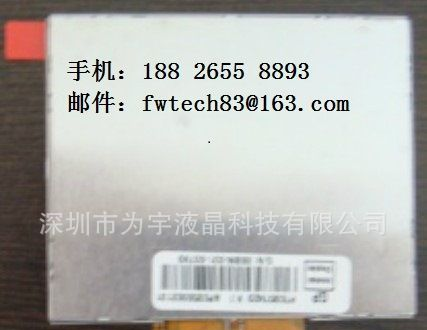 手机：188 2655 8893
邮件：fwtech83@163.com
深圳市为宇液晶科技有限公司